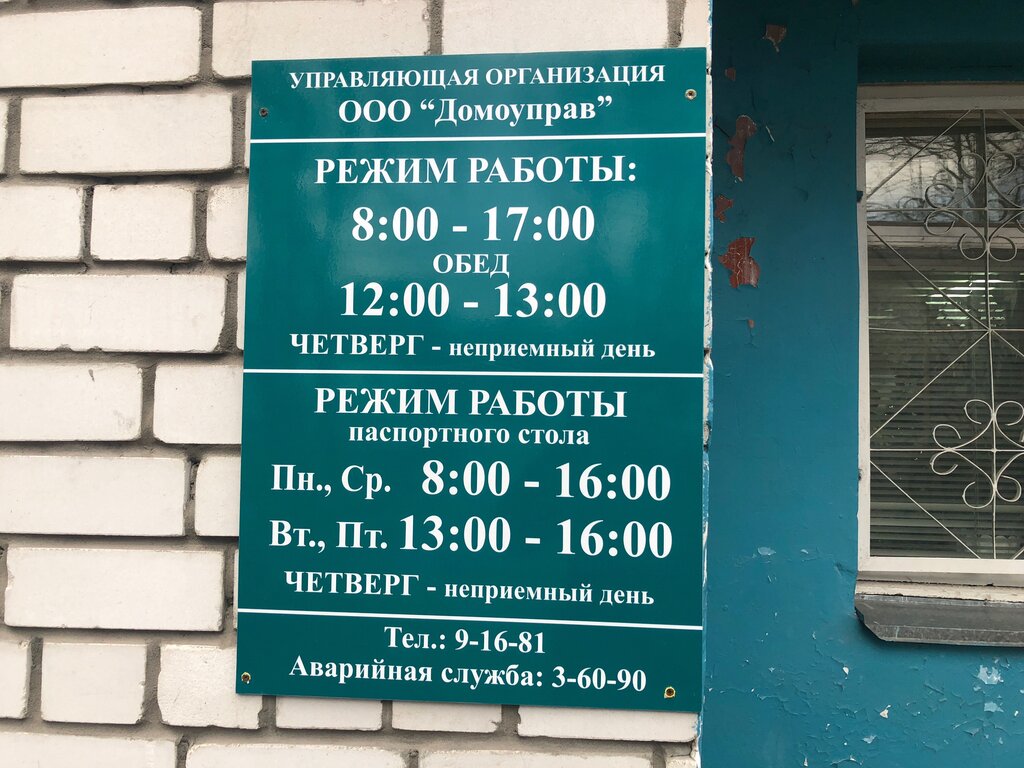 УПРАВЛЯЮЩАЯ ОРГАНИЗАЦИЯ
ООО “Домоуправ”
РЕЖИМ РАБОТЫ:
8:00 - 17:00
ОБЕД
12:00 - 13:00
ЧЕТВЕРГ - неприемный день
РЕЖИМ РАБОТЫ
паспортного стола
Пн., Ср. 8:00 - 16:00
Вт., Пт. 13:00 - 16:00
ЧЕТВЕРГ - неприемный день
Тел.: 9-16-81
Аварийная служба: 3-60-90